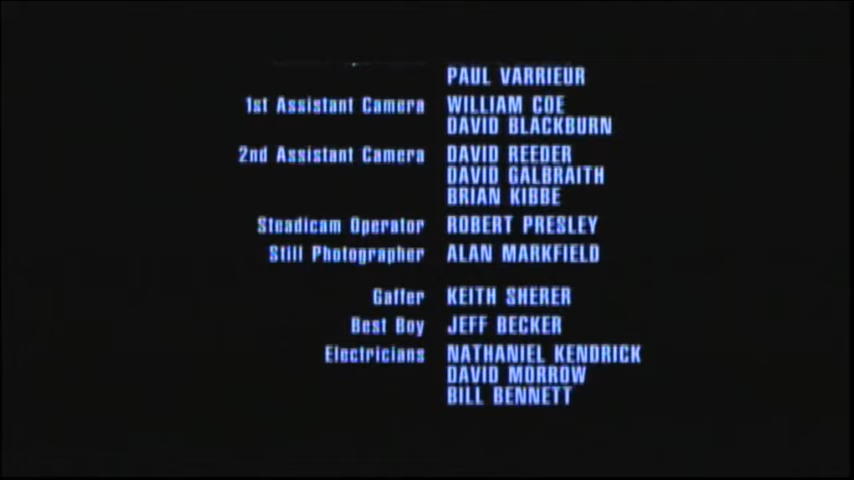 PAUL VARRIEUR
1st Assistant Camera WILLIAM COE
DAVID BLACKBURN
2nd Assistant Camera DAVID REEDER
DAVID GALBRAITH
BRIAN KIBBE
Steadicam Operator ROBERT PRESLEY
Still Photographer ALAN MARKFIELD
Gaffer KEITH SHERER
Best Boy JEFF BECKER
Electricians NATHANIEL KENDRICK
DAVID MORROW
BILL BENNETT